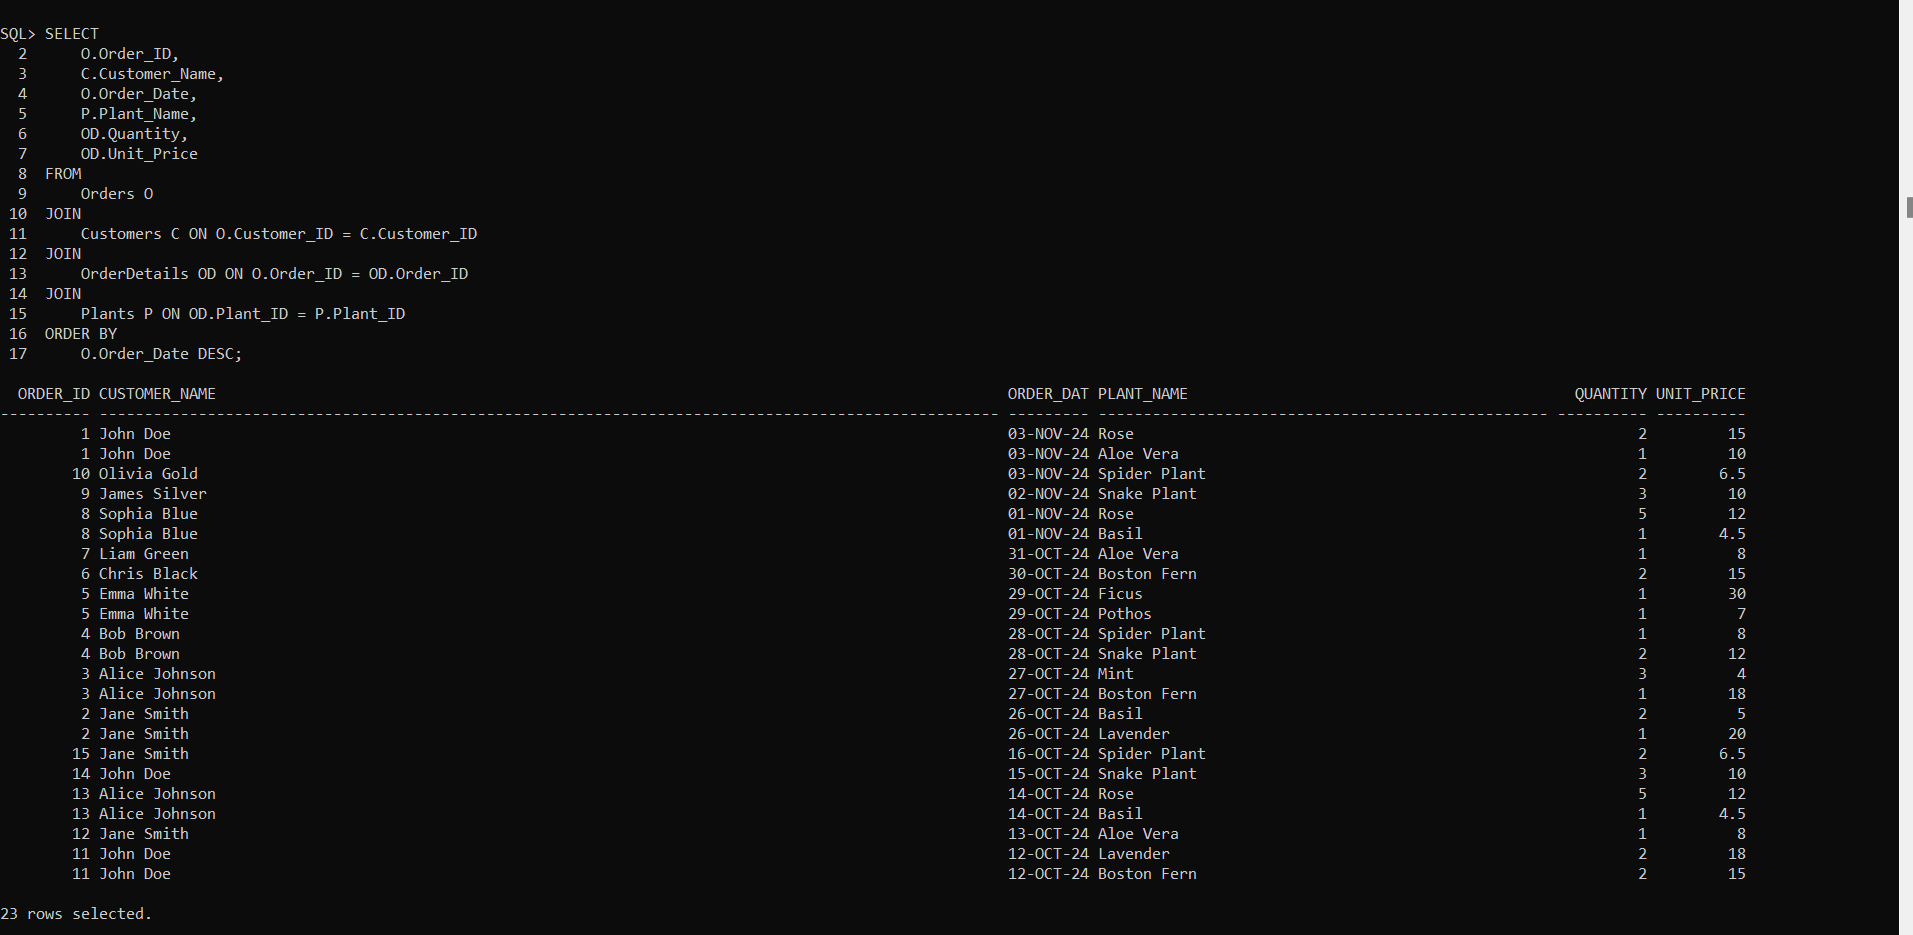 SQL> SELECT
  2      O.Order_ID,
  3      C.Customer_Name,
  4      O.Order_Date,
  5      P.Plant_Name,
  6      OD.Quantity,
  7      OD.Unit_Price
  8  FROM
  9      Orders O
 10  JOIN
 11      Customers C ON O.Customer_ID = C.Customer_ID
 12  JOIN
 13      OrderDetails OD ON O.Order_ID = OD.Order_ID
 14  JOIN
 15      Plants P ON OD.Plant_ID = P.Plant_ID
 16  ORDER BY
 17      O.Order_Date DESC;
ORDER_ID CUSTOMER_NAME ORDER_DAT PLANT_NAME QUANTITY UNIT_PRICE
---------- ---------------------------------------------------------------------------------------------------- --------- -------------------------------------------------- ---------- ----------
1 John Doe 03-NOV-24 Rose 2 15
1 John Doe 03-NOV-24 Aloe Vera 1 10
10 Olivia Gold 03-NOV-24 Spider Plant 2 6.5
9 James Silver 02-NOV-24 Snake Plant 3 10
8 Sophia Blue 01-NOV-24 Rose 5 12
8 Sophia Blue 01-NOV-24 Basil 1 4.5
7 Liam Green 31-OCT-24 Aloe Vera 1 8
6 Chris Black 30-OCT-24 Boston Fern 2 15
5 Emma White 29-OCT-24 Ficus 1 30
5 Emma White 29-OCT-24 Pothos 1 7
4 Bob Brown 28-OCT-24 Spider Plant 1 8
4 Bob Brown 28-OCT-24 Snake Plant 2 12
3 Alice Johnson 27-OCT-24 Mint 3 4
3 Alice Johnson 27-OCT-24 Boston Fern 1 18
2 Jane Smith 26-OCT-24 Basil 2 5
2 Jane Smith 26-OCT-24 Lavender 1 20
15 Jane Smith 16-OCT-24 Spider Plant 2 6.5
14 John Doe 15-OCT-24 Snake Plant 3 10
13 Alice Johnson 14-OCT-24 Rose 5 12
13 Alice Johnson 14-OCT-24 Basil 1 4.5
12 Jane Smith 13-OCT-24 Aloe Vera 1 8
11 John Doe 12-OCT-24 Lavender 2 18
11 John Doe 12-OCT-24 Boston Fern 2 15
23 rows selected.